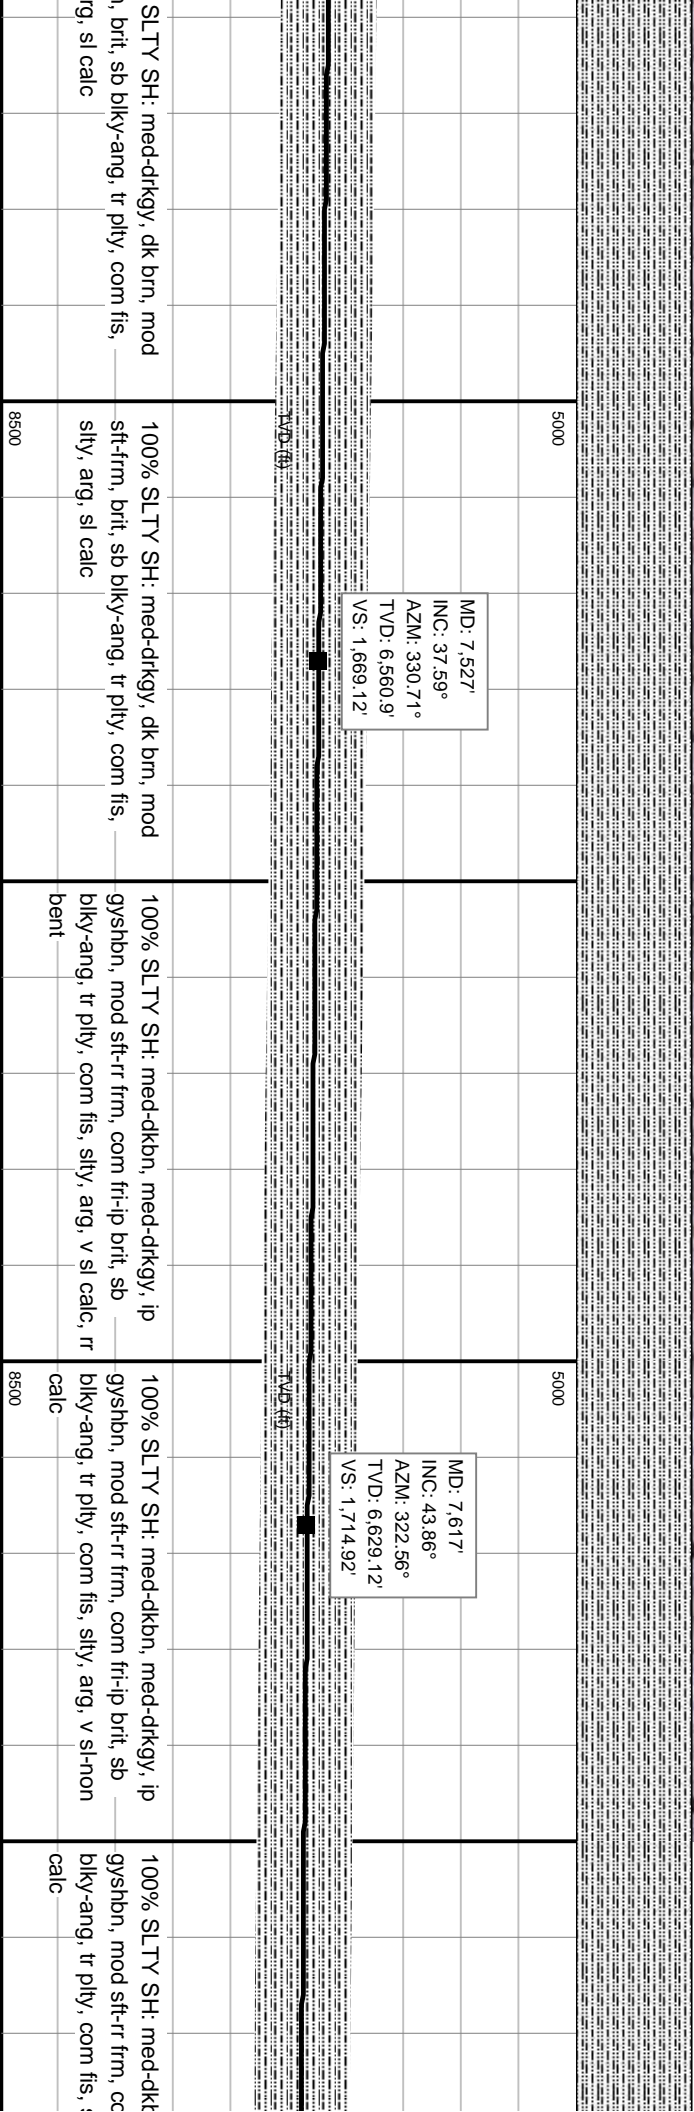 SLTY SH: med-drkgy, dk brn, mod
brit, sb blky-ang, tr plty, com fis,
sl calc
5000
8500
TVD (ft)
100% SLTY SH: med-drkgy, dk brn, mod
sft-frm, brit, sb blky-ang, tr plty, com fis,
slty, arg, sl calc
MD: 7,527'
INC: 37.59°
AZM: 330.71°
TVD: 6,560.9'
VS: 1,669.12'
100% SLTY SH: med-dkbn, med-drkgy, ip
gyshbn, mod sft-rr frm, com fri-ip brit, sb
blky-ang, tr plty, com fis, slty, arg, v sl calc, rr
bent
5000
8500
TVD (ft)
100% SLTY SH: med-dkbn, med-drkgy, ip
gyshbn, mod sft-rr frm, com fri-ip brit, sb
blky-ang, tr plty, com fis, slty, arg, v sl-non
calc
MD: 7,617'
INC: 43.86°
AZM: 322.56°
TVD: 6,629.12'
VS: 1,714.92'
100% SLTY SH:
gyshbn, mod sft-rr frm,
blky-ang, tr plty, com fis,
calc